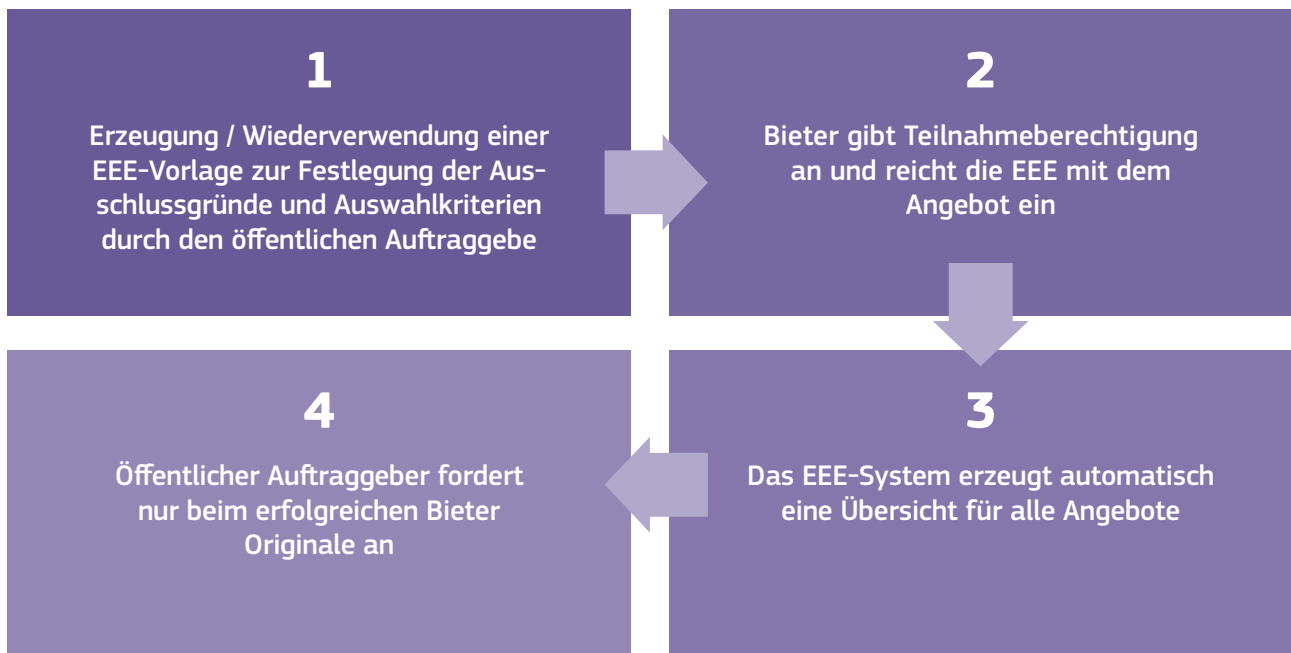 1
Erzeugung / Wiederverwendung einer
EEE-Vorlage zur Festlegung der Aus-
schlussgründe und Auswahlkriterien
durch den öffentlichen Auftraggebe
2
Bieter gibt Teilnahmeberechtigung
an und reicht die EEE mit dem
Angebot ein
3
Das EEE-System erzeugt automatisch
eine Übersicht für alle Angebote
4
Öffentlicher Auftraggeber fordert
nur beim erfolgreichen Bieter
Originale an